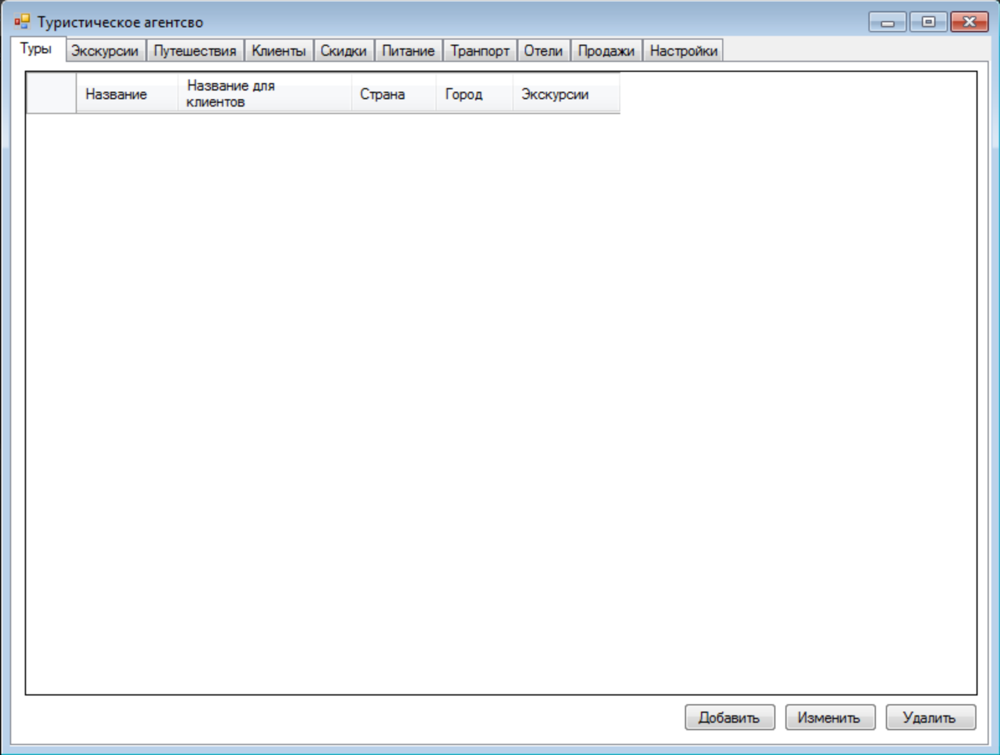 Туристическое агентсво
Туры Экскурсии Путешествия Клиенты Скидки Питание Транпорт Отели Продажи Настройки
Название Название для клиентов Страна Город Экскурсии
Добавить Изменить Удалить